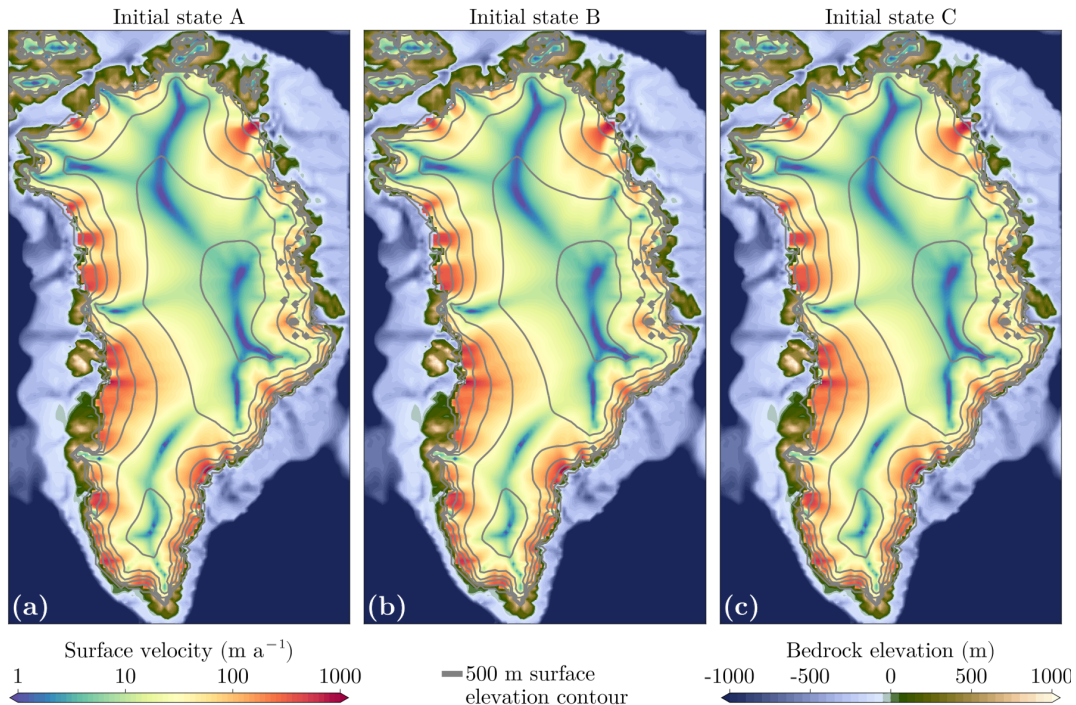 Initial state A
Initial state B
Initial state C
(a)
(b)
(c)
Surface velocity (m a⁻¹)
1 10 100 1000
500 m surface
elevation contour
Bedrock elevation (m)
-1000 -500 0 500 1000